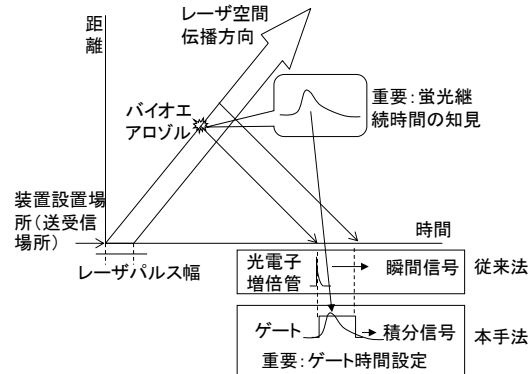 距
離
レーザ空間
伝播方向
バイオエ
アロゾル
重要：蛍光継
続時間の知見
装置設置場
所（送受信
場所）
時間
レーザパルス幅
光電子
増倍管
瞬間信号
従来法
ゲート
積分信号
本手法
重要：ゲート時間設定